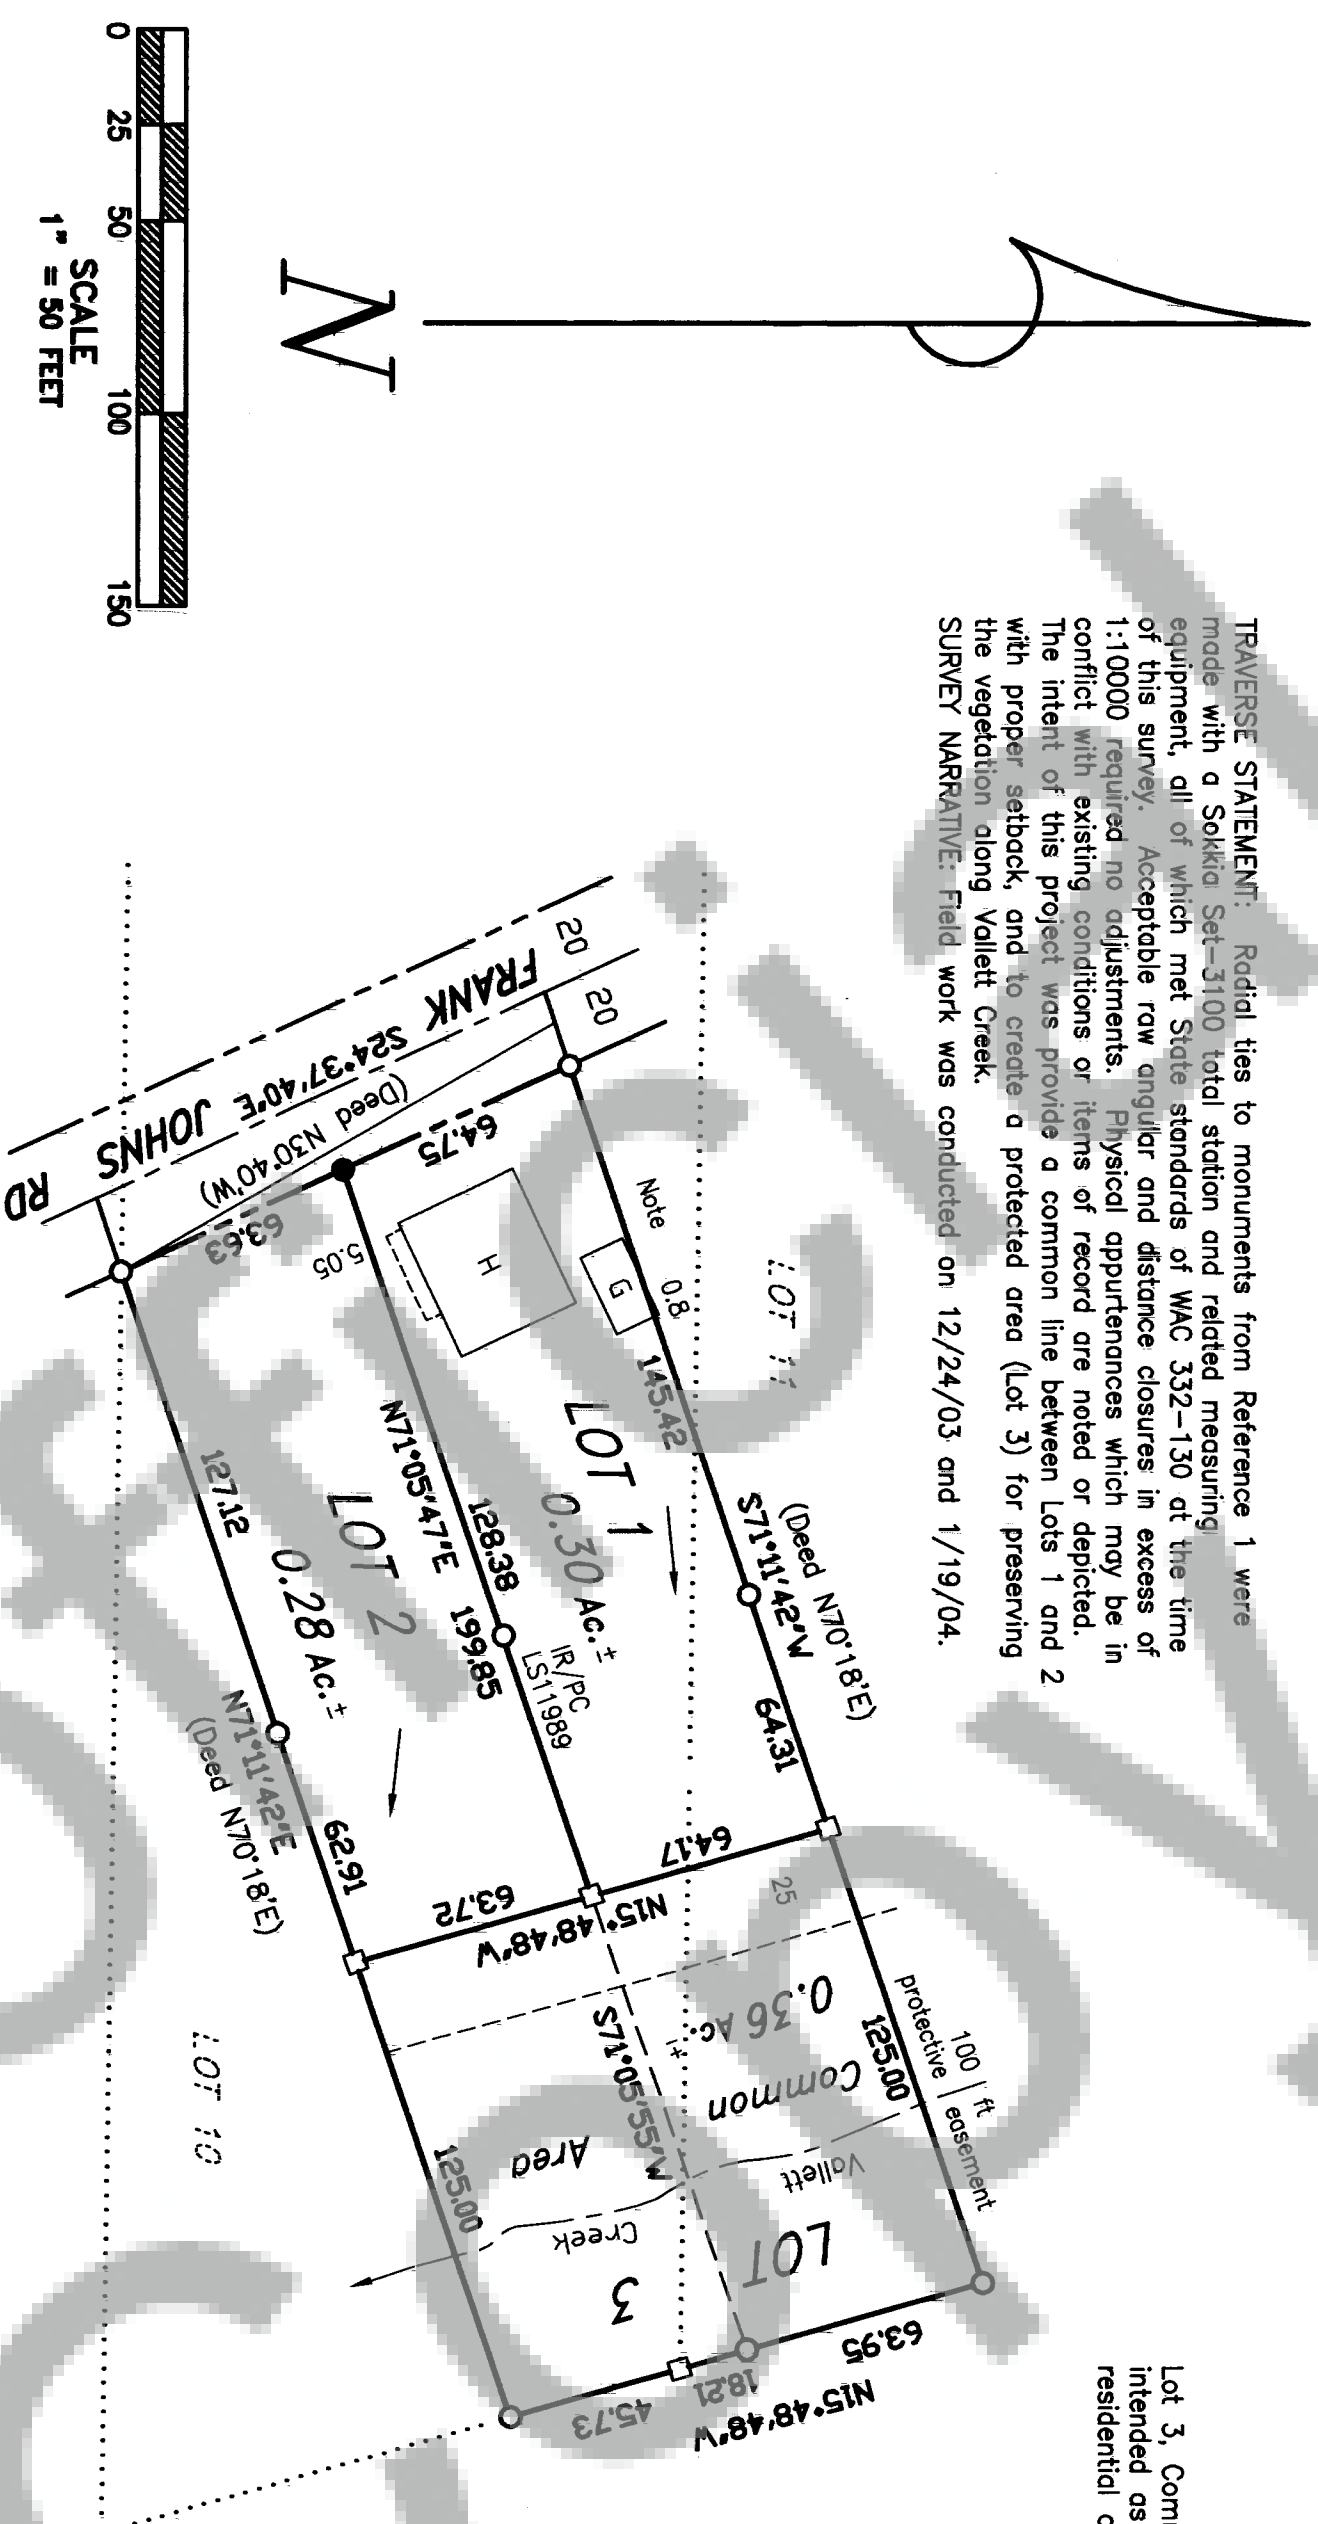 TRAVERSE STATEMENT: Radial ties to monuments from Reference 1 were
made with a Sokkia Set-3100 total station and related measuring
equipment, all of which met State standards of WAC 332-130 at the time
of this survey. Acceptable raw angular and distance closures in excess of
1:10000 required no adjustments. Physical appurtenances which may be in
conflict with existing conditions or items of record are noted or depicted.
The intent of this project was provide a common line between Lots 1 and 2
with proper setback, and to create a protected area (Lot 3) for preserving
the vegetation along Vallett Creek.
SURVEY NARRATIVE: Field work was conducted on 12/24/03 and 1/19/04.
Lot 3,
intended as
residential
N
0 25 50 100 150
SCALE
1" = 50 FEET
20
20
FRANK JOHNS RD
S24°37'40"E
(Deed N30°40'W)
64.75
63.63
5.05
H
G
Note
0.8
LOT 11
145.42
(Deed N70°18'E)
S71°11'42"W
64.31
LOT 1
0.30 Ac.±
128.38
N71°05'47"E
199.85
IR/PC
LS11989
LOT 2
0.28 Ac.±
127.12
N71°11'42"E
(Deed N70°18'E)
62.91
64.17
63.72
N15°48'48"W
25
0.36 Ac.
±
Common
Area
S71°05'55"W
125.00
100 ft
protective easement
Vallett
Creek
LOT
3
125.00
LOT 10
63.95
18.21
45.73
N15°48'48"W